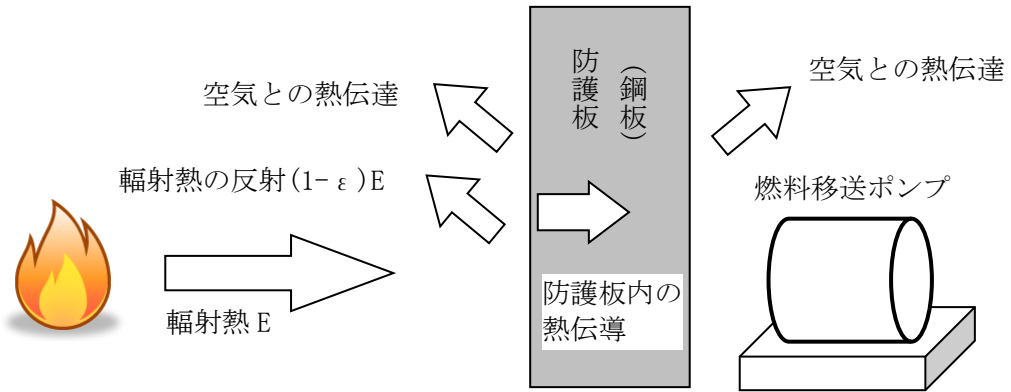 空気との熱伝達
輻射熱の反射(1-ε)E
輻射熱 E
防護板
(鋼板)
防護板内の
熱伝導
空気との熱伝達
燃料移送ポンプ